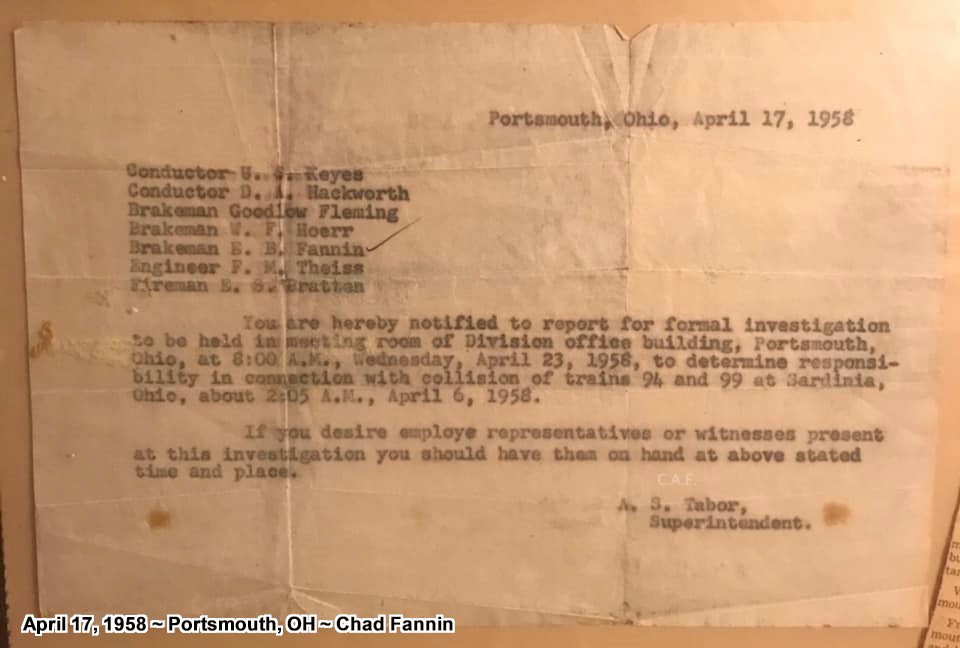 Portsmouth, Ohio, April 17, 1958
Conductor U. S. Keyes
Conductor D. A. Hackworth
Brakeman Goodlow Fleming
Brakeman W. F. Hoerr
Brakeman E. B. Fannin
Engineer F. M. Theiss
Fireman E. S. Bratten
You are hereby notified to report for formal investigation
to be held in meeting room of Division office building, Portsmouth,
Ohio, at 8:00 A.M., Wednesday, April 23, 1958, to determine responsi-
bility in connection with collision of trains 94 and 99 at Sardinia,
Ohio, about 2:05 A.M., April 6, 1958.
If you desire employe representatives or witnesses present
at this investigation you should have them on hand at above stated
time and place.
C.A.F.
A. S. Tabor,
Superintendent.
April 17, 1958 ~ Portsmouth, OH ~ Chad Fannin